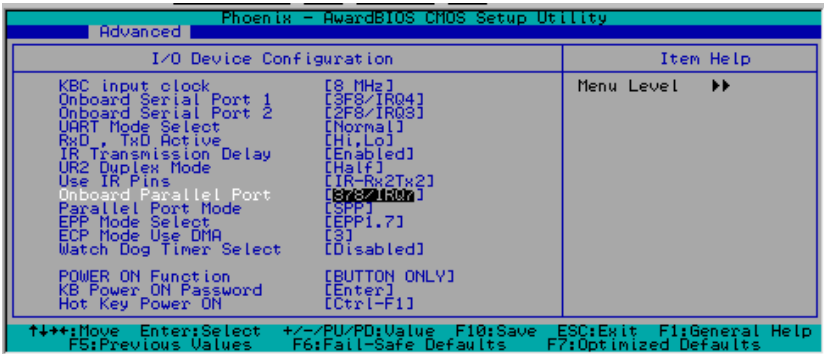 Phoenix - AwardBIOS CMOS Setup Utility
Advanced
I/O Device Configuration
Item Help
KBC input clock [8 MHz]
Menu Level ▶▶
Onboard Serial Port 1 [3F8/IRQ4]
Onboard Serial Port 2 [2F8/IRQ3]
UART Mode Select [Normal]
RxD , TxD Active [Hi,Lo]
IR Transmission Delay [Enabled]
UR2 Duplex Mode [Half]
Use IR Pins [IR-Rx2Tx2]
Onboard Parallel Port [378/IRQ7]
Parallel Port Mode [SPP]
EPP Mode Select [EPP1.7]
ECP Mode Use DMA [3]
Watch Dog Timer Select [Disabled]
POWER ON Function [BUTTON ONLY]
KB Power ON Password [Enter]
Hot Key Power ON [Ctrl-F1]
↑↓→←:Move Enter:Select +/-/PU/PD:Value F10:Save ESC:Exit F1:General Help
F5:Previous Values F6:Fail-Safe Defaults F7:Optimized Defaults